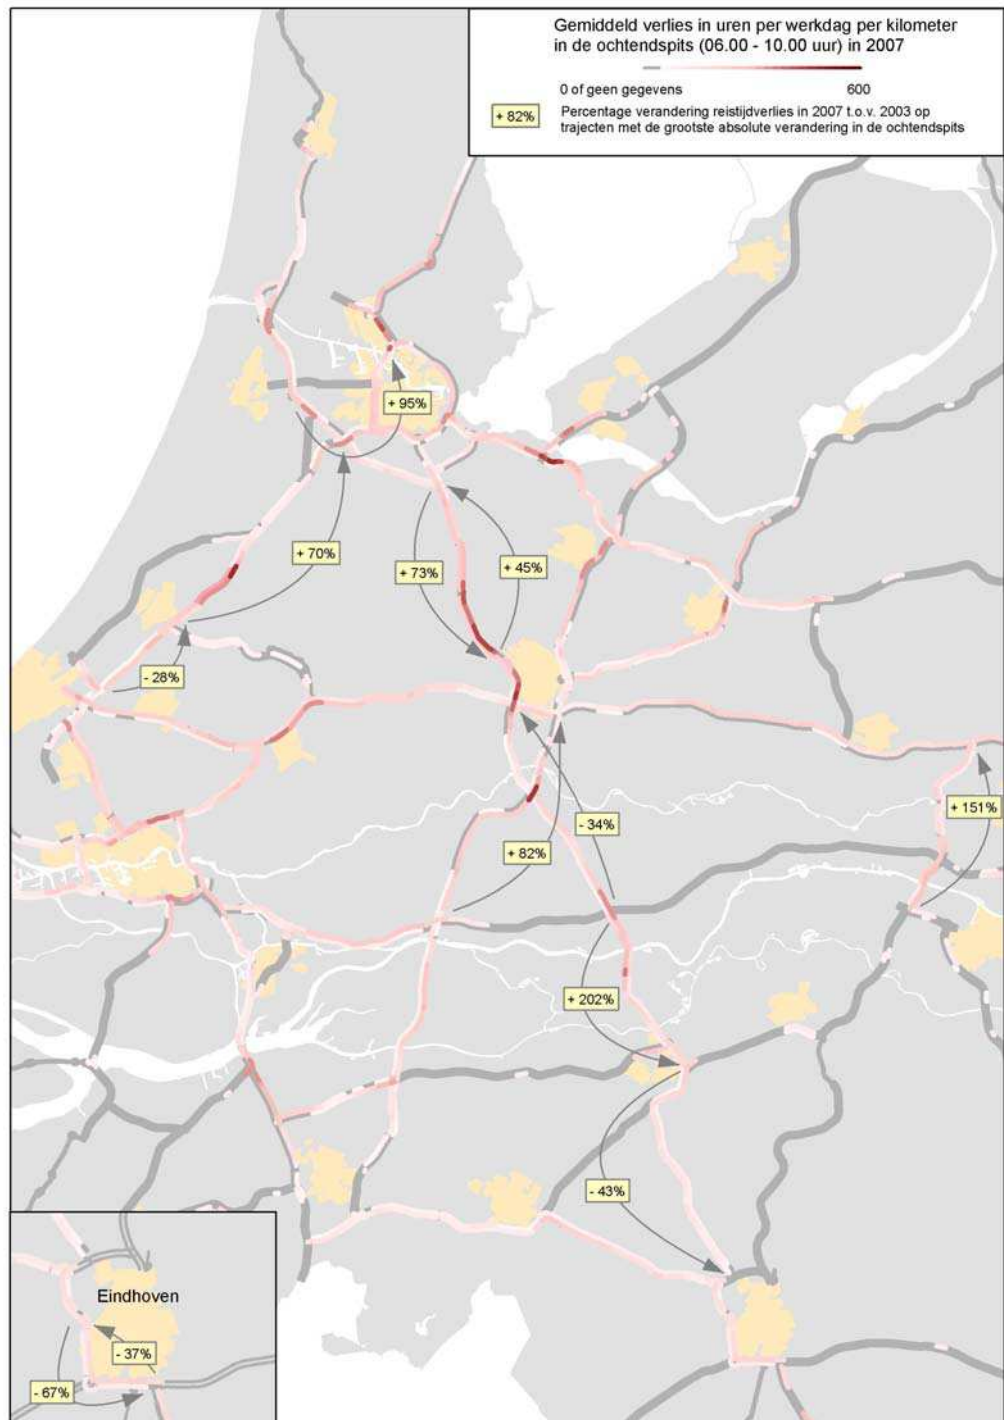 Gemiddeld verlies in uren per werkdag per kilometer
in de ochtendspits (06.00 - 10.00 uur) in 2007
0 of geen gegevens 600
+ 82% Percentage verandering reistijdverlies in 2007 t.o.v. 2003 op
trajecten met de grootste absolute verandering in de ochtendspits
+ 95%
+ 70%
+ 73%
+ 45%
- 28%
- 34%
+ 151%
+ 82%
+ 202%
- 43%
Eindhoven
- 37%
- 67%